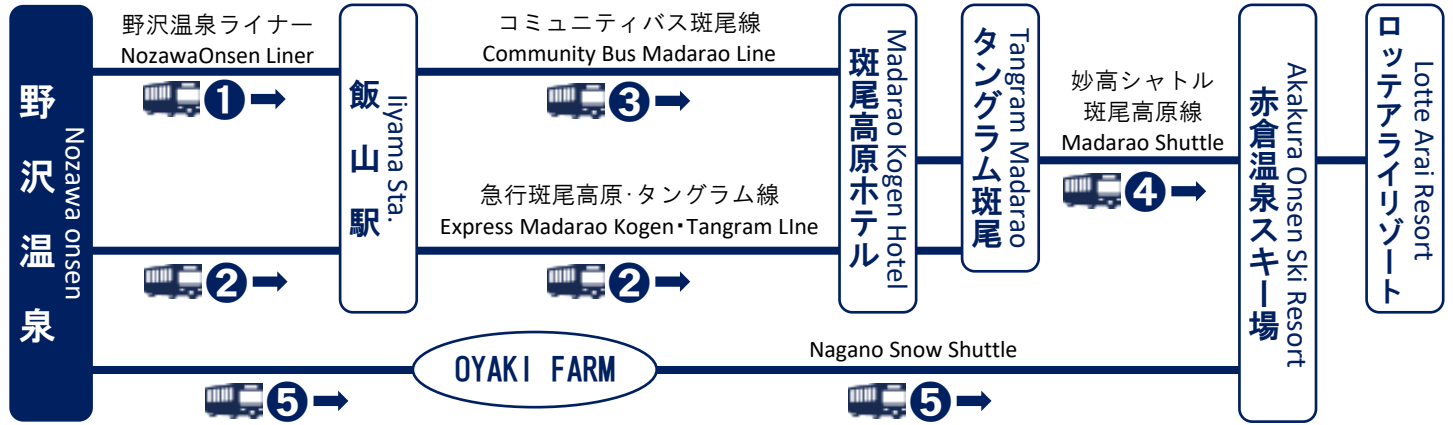 野沢温泉
Nozawa onsen
野沢温泉ライナー
NozawaOnsen Liner
❶
❷
飯山駅
Iiyama Sta.
コミュニティバス斑尾線
Community Bus Madarao Line
❸
急行斑尾高原･タングラム線
Express Madarao Kogen･Tangram LIne
❷
斑尾高原ホテル
Madarao Kogen Hotel
タングラム斑尾
Tangram Madarao
妙高シャトル
斑尾高原線
Madarao Shuttle
❹
赤倉温泉スキー場
Akakura Onsen Ski Resort
ロッテアライリゾート
Lotte Arai Resort
❺
OYAKI FARM
Nagano Snow Shuttle
❺